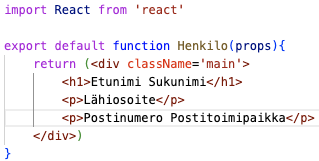 import React from 'react'

export default function Henkilo(props){
    return (<div className='main'>
        <h1>Etunimi Sukunimi</h1>
        <p>Lähiosoite</p>
        <p>Postinumero Postitoimipaikka</p>
    </div>)
}